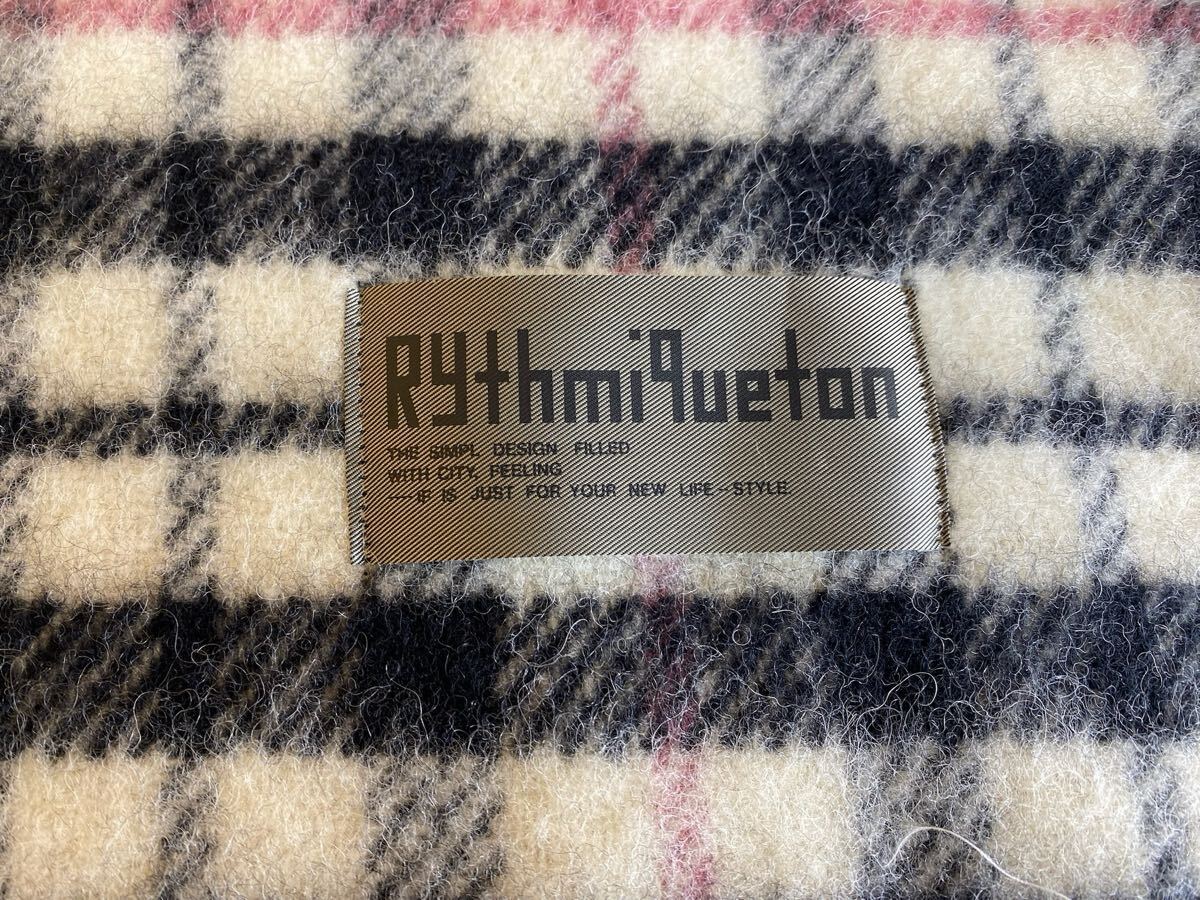 RythmiQueton
THE SIMPL DESIGN FILLED
WITH CITY, FEELING
—IF IS JUST FOR YOUR NEW LIFE-STYLE.